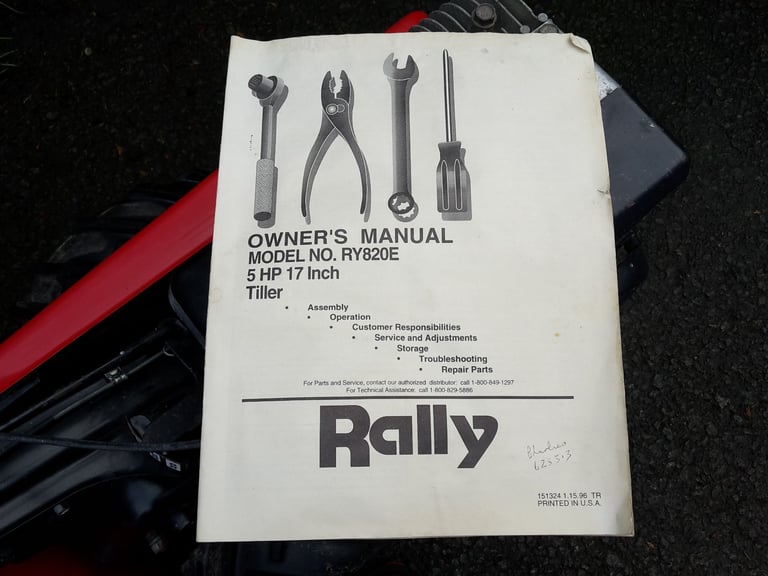 OWNER'S MANUAL
MODEL NO. RY820E
5 HP 17 Inch
Tiller
• Assembly
• Operation
• Customer Responsibilities
• Service and Adjustments
• Storage
• Troubleshooting
• Repair Parts
For Parts and Service, contact our authorized distributor: call 1-800-849-1297
For Technical Assistance: call 1-800-829-5886
Rally
151324 1.15.96 TR
PRINTED IN U.S.A.